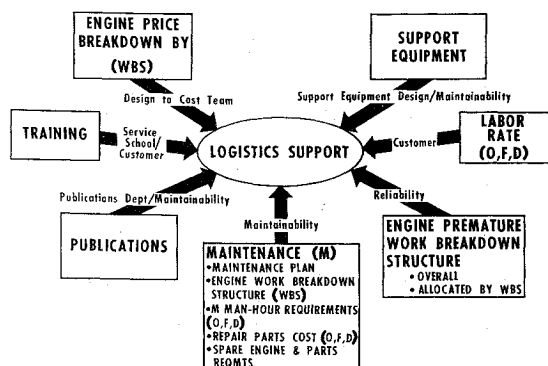 ENGINE PRICE
BREAKDOWN BY
(WBS)
SUPPORT
EQUIPMENT
Design to Cost Team
Support Equipment Design/Maintainability
TRAINING
Service
School/
Customer
LOGISTICS SUPPORT
Customer
LABOR
RATE
(O,F,D)
Publications Dept/Maintainability
Maintainability
Reliability
PUBLICATIONS
MAINTENANCE (M)
•MAINTENANCE PLAN
•ENGINE WORK BREAKDOWN
STRUCTURE (WBS)
•M MAN-HOUR REQUIREMENTS
(O,F,D)
•REPAIR PARTS COST (O,F,D)
•SPARE ENGINE & PARTS
REQMTS.
ENGINE PREMATURE
WORK BREAKDOWN
STRUCTURE
•OVERALL
•ALLOCATED BY WBS